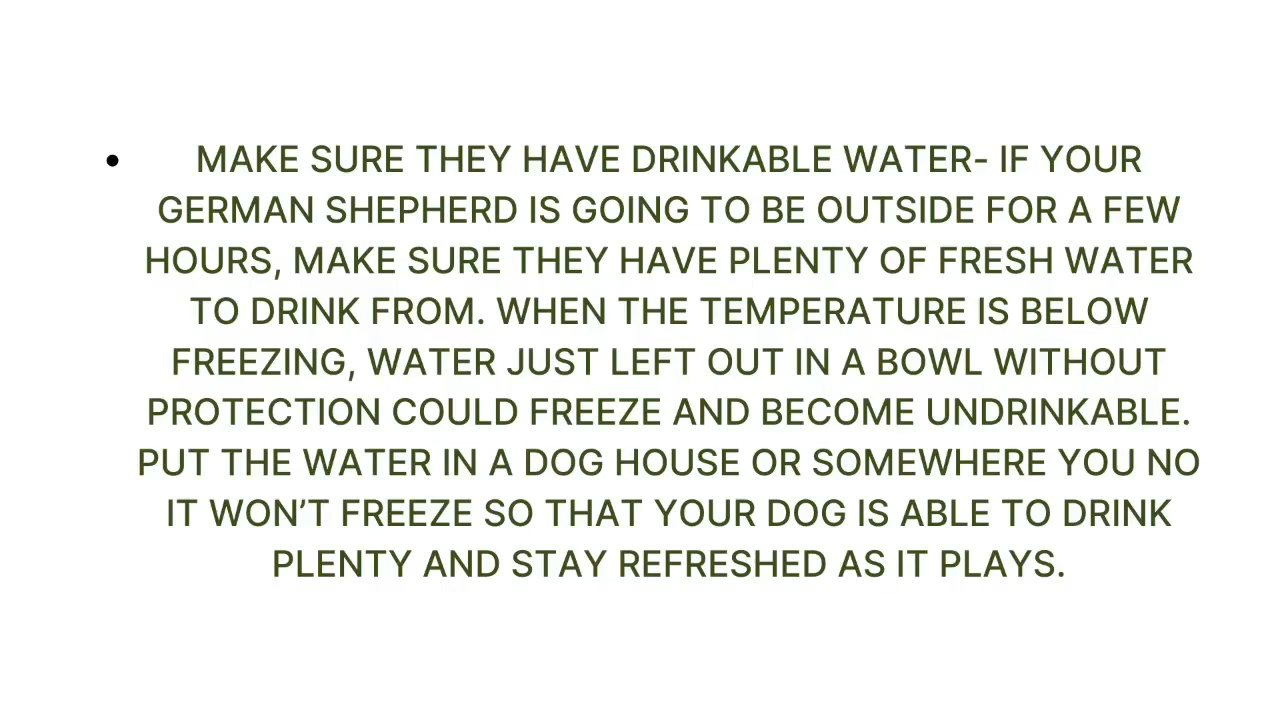 • MAKE SURE THEY HAVE DRINKABLE WATER- IF YOUR
GERMAN SHEPHERD IS GOING TO BE OUTSIDE FOR A FEW
HOURS, MAKE SURE THEY HAVE PLENTY OF FRESH WATER
TO DRINK FROM. WHEN THE TEMPERATURE IS BELOW
FREEZING, WATER JUST LEFT OUT IN A BOWL WITHOUT
PROTECTION COULD FREEZE AND BECOME UNDRINKABLE.
PUT THE WATER IN A DOG HOUSE OR SOMEWHERE YOU NO
IT WON’T FREEZE SO THAT YOUR DOG IS ABLE TO DRINK
PLENTY AND STAY REFRESHED AS IT PLAYS.